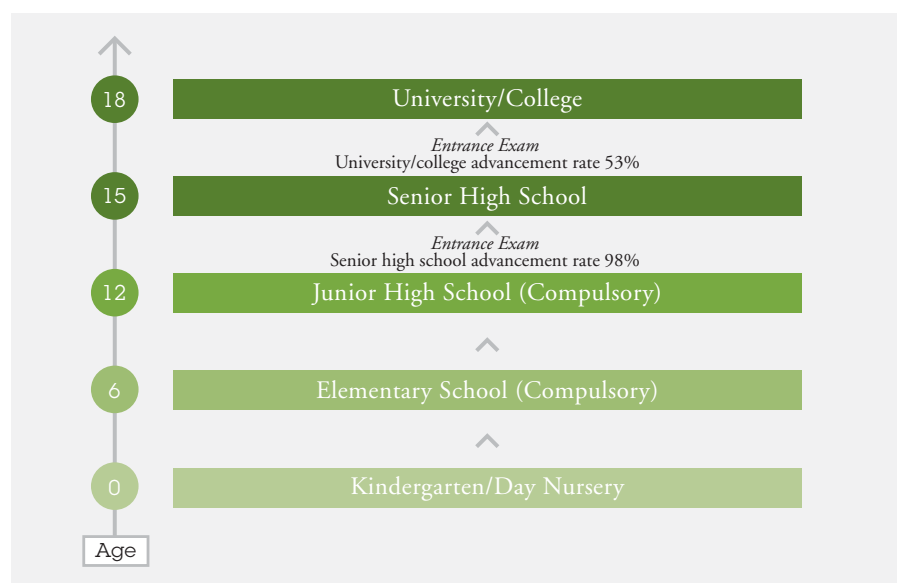 18
University/College
Entrance Exam
University/college advancement rate 53%
15
Senior High School
Entrance Exam
Senior high school advancement rate 98%
12
Junior High School (Compulsory)
6
Elementary School (Compulsory)
0
Kindergarten/Day Nursery
Age